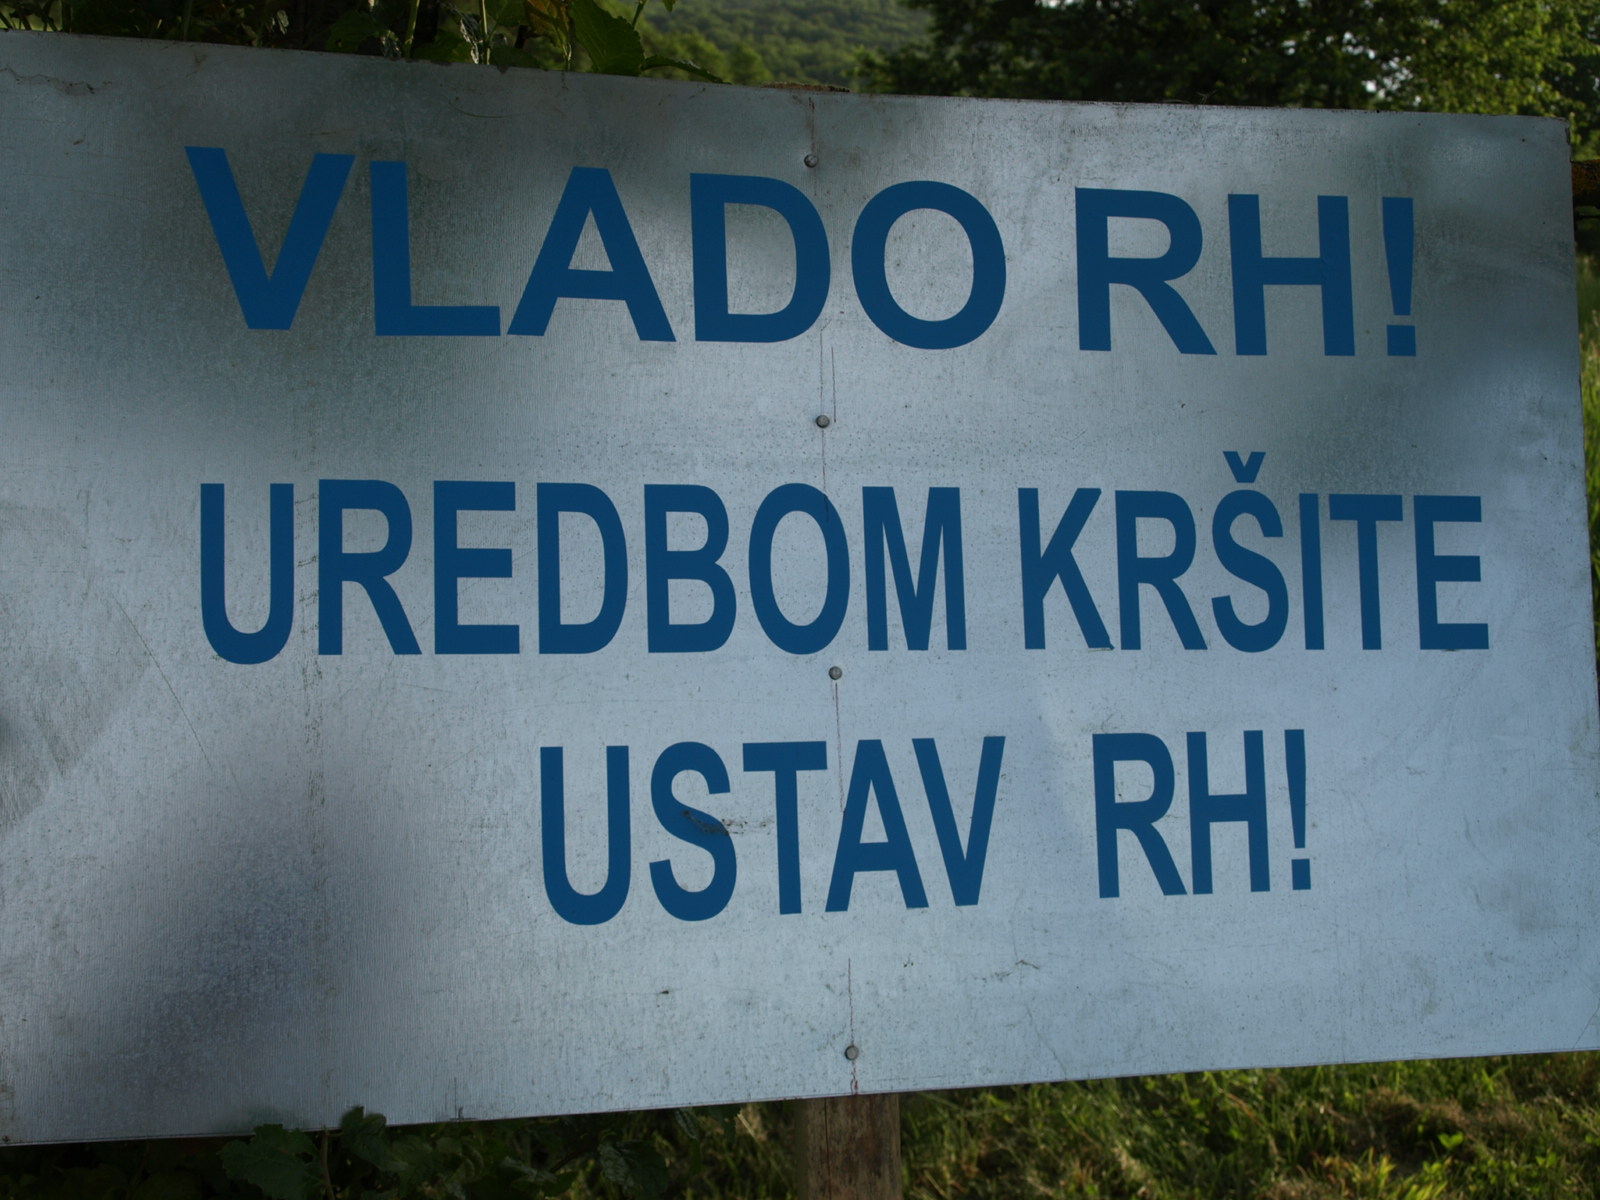 VLADO RH!
UREDBOM KRŠITE
USTAV RH!